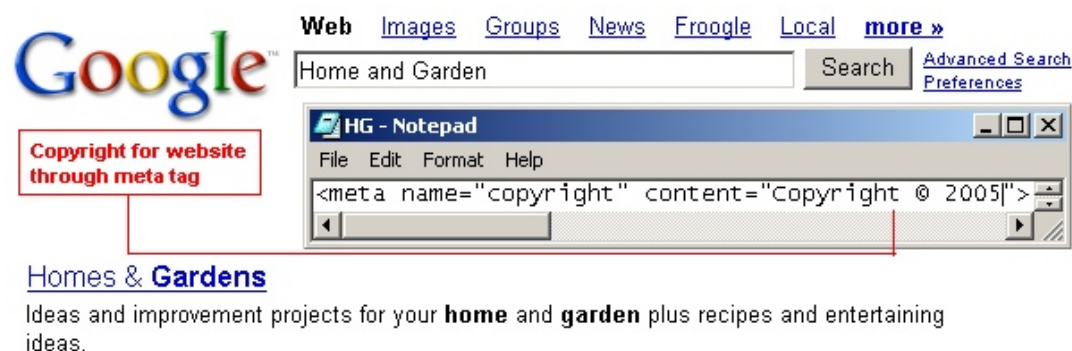 Web Images Groups News Froogle Local more »
Google™
Home and Garden Search Advanced Search
Preferences
HG - Notepad
Copyright for website
through meta tag
File Edit Format Help
<meta name="copyright" content="Copyright © 2005">
Homes & Gardens
Ideas and improvement projects for your home and garden plus recipes and entertaining
ideas.